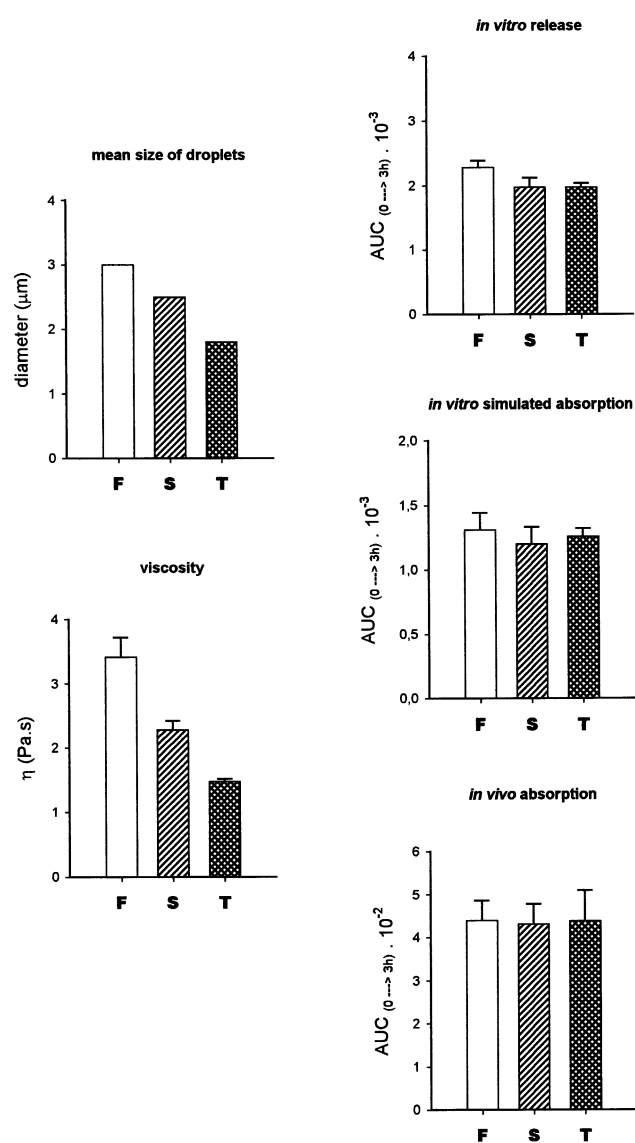 mean size of droplets
diameter (μm)
4
3
2
1
0
F S T
viscosity
η (Pa.s)
4
3
2
1
0
F S T
in vitro release
AUC (0 ---> 3h) . 10-3
4
3
2
1
0
F S T
in vitro simulated absorption
AUC (0 ---> 3h) . 10-3
2,0
1,5
1,0
0,5
0,0
F S T
in vivo absorption
AUC (0 ---> 3h) . 10-2
6
5
4
3
2
1
0
F S T